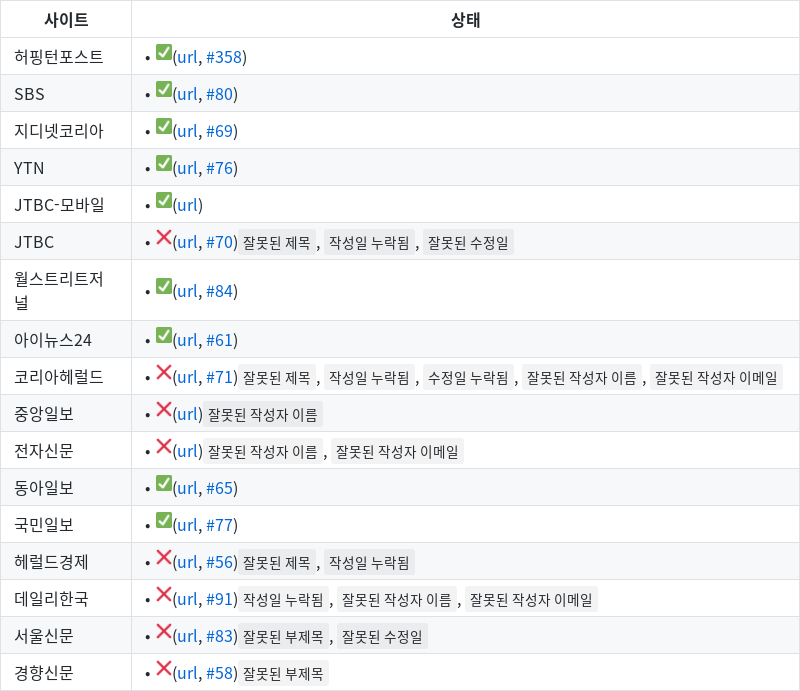 사이트 상태
허핑턴포스트 • ✅(url, #358)
SBS • ✅(url, #80)
지디넷코리아 • ✅(url, #69)
YTN • ✅(url, #76)
JTBC-모바일 • ✅(url)
JTBC • ❌(url, #70) 잘못된 제목 , 작성일 누락됨 , 잘못된 수정일
월스트리트저
널 • ✅(url, #84)
아이뉴스24 • ✅(url, #61)
코리아헤럴드 • ❌(url, #71) 잘못된 제목 , 작성일 누락됨 , 수정일 누락됨 , 잘못된 작성자 이름 , 잘못된 작성자 이메일
중앙일보 • ❌(url) 잘못된 작성자 이름
전자신문 • ❌(url) 잘못된 작성자 이름 , 잘못된 작성자 이메일
동아일보 • ✅(url, #65)
국민일보 • ✅(url, #77)
헤럴드경제 • ❌(url, #56) 잘못된 제목 , 작성일 누락됨
데일리한국 • ❌(url, #91) 작성일 누락됨 , 잘못된 작성자 이름 , 잘못된 작성자 이메일
서울신문 • ❌(url, #83) 잘못된 부제목 , 잘못된 수정일
경향신문 • ❌(url, #58) 잘못된 부제목